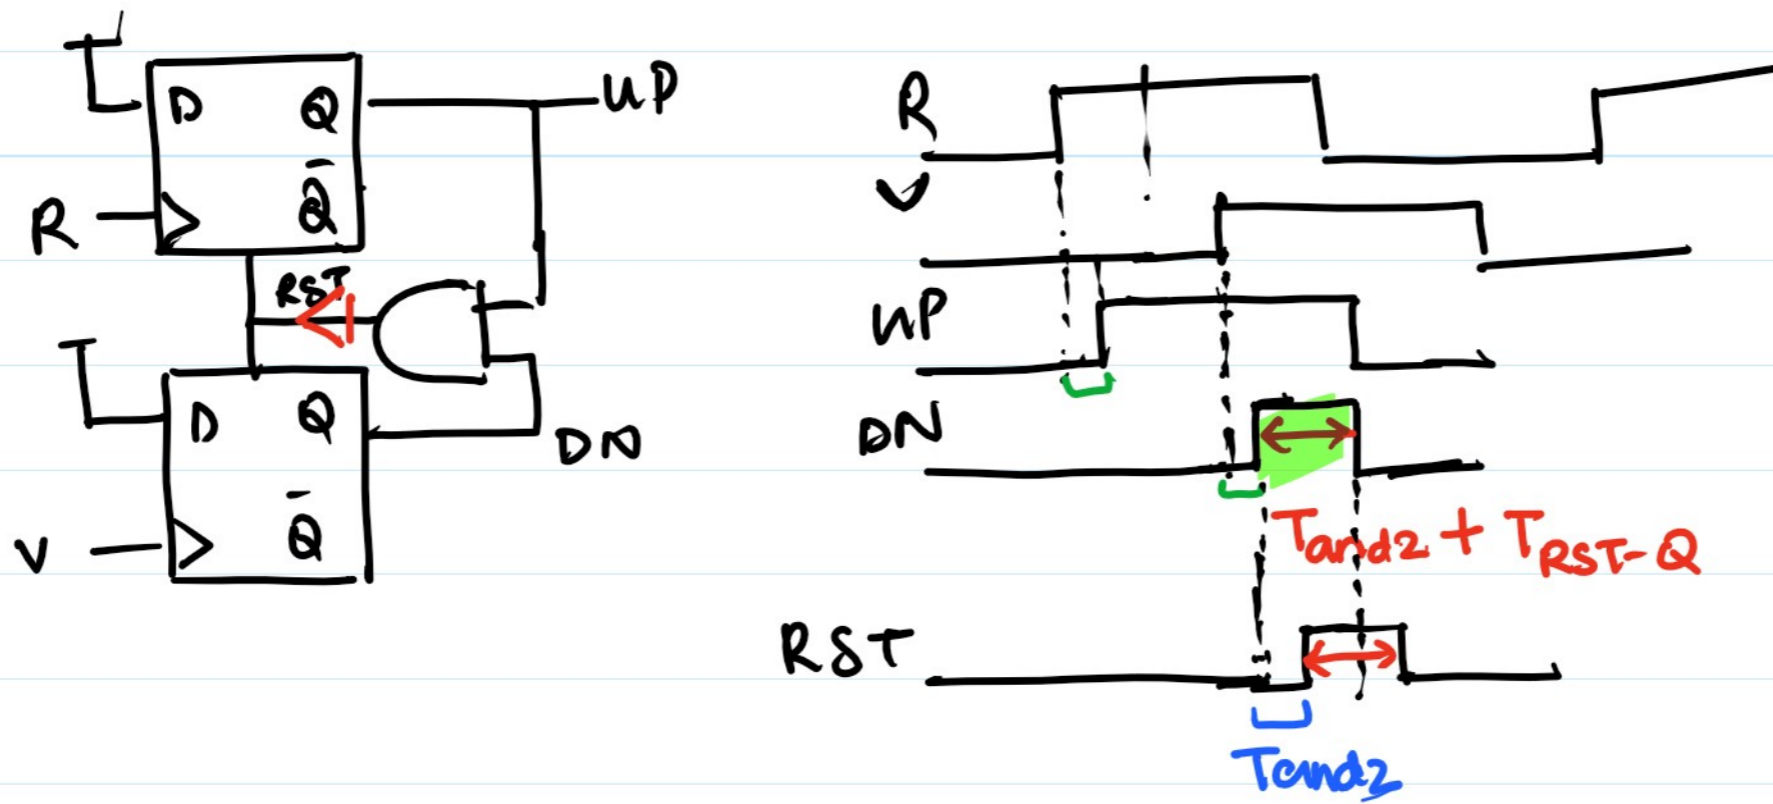 D Q
UP
Q̅
R
RST
D Q
DN
Q̅
V
R
V
UP
DN
Tand2 + TRST-Q
RST
Tand2